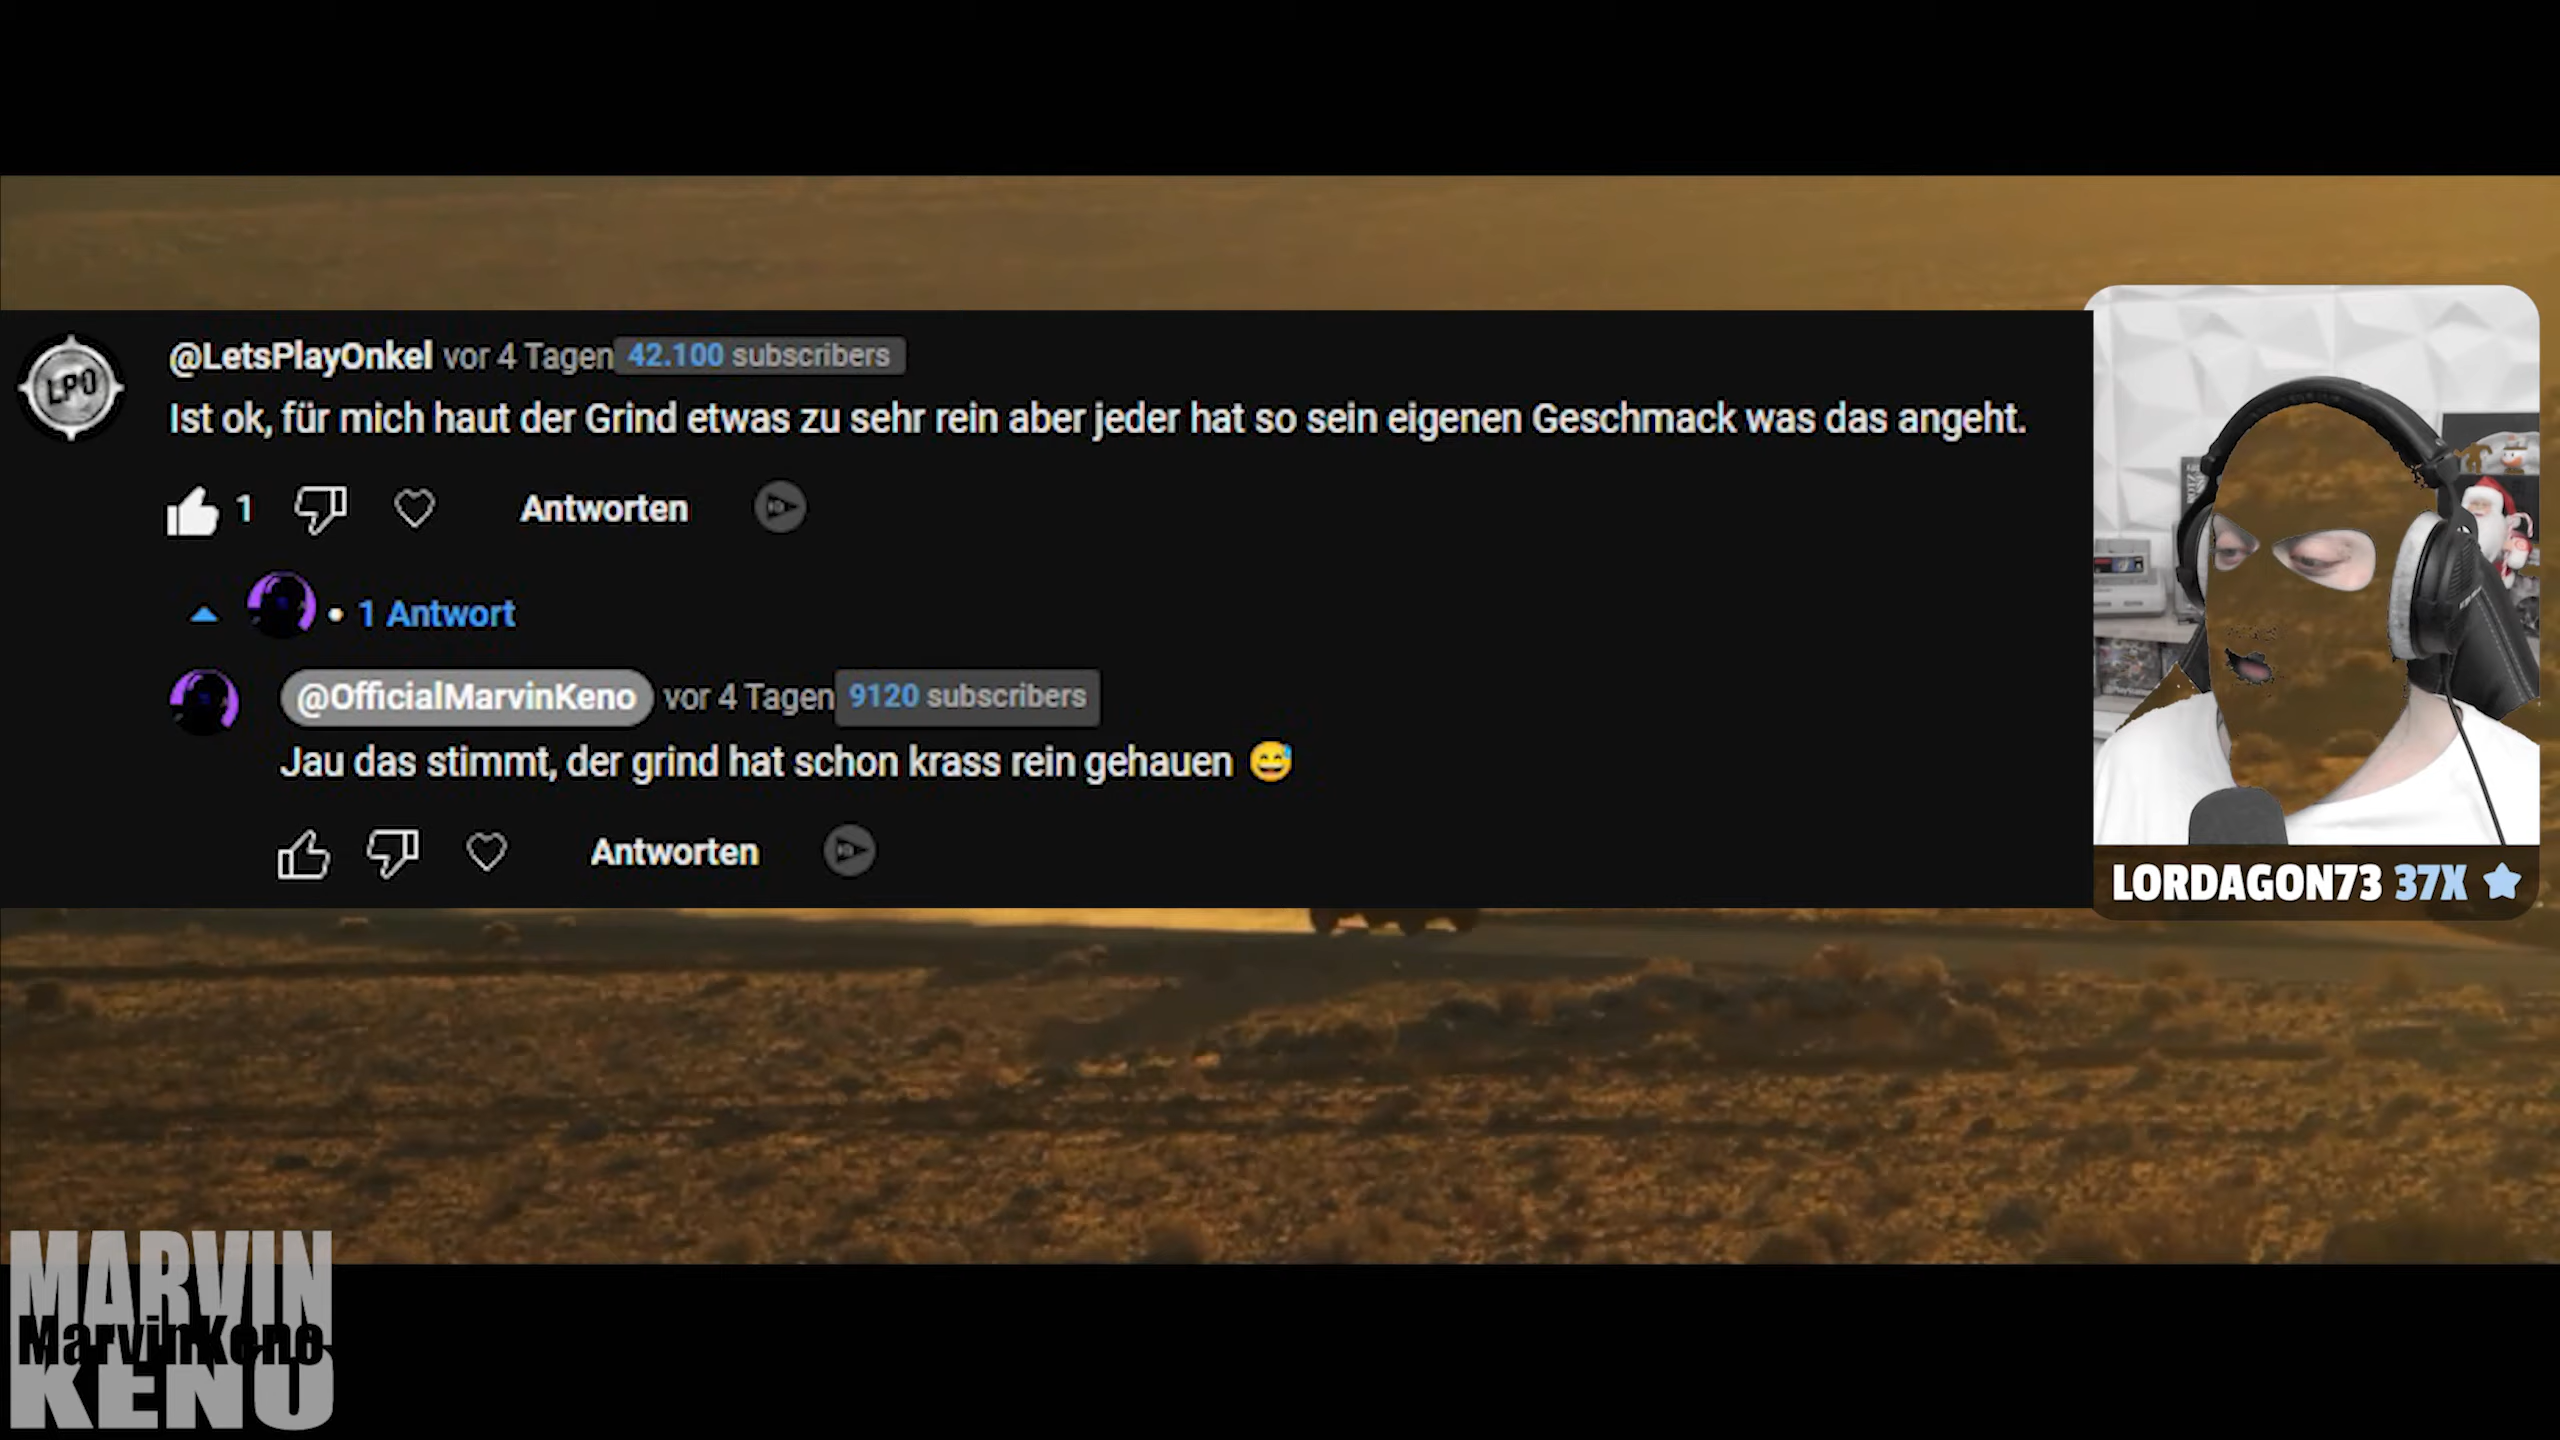 @LetsPlayOnkel vor 4 Tagen 42.100 subscribers
Ist ok, für mich haut der Grind etwas zu sehr rein aber jeder hat so sein eigenen Geschmack was das angeht.
1 Antworten
LPO
• 1 Antwort
@OfficialMarvinKeno vor 4 Tagen 9120 subscribers
Jau das stimmt, der grind hat schon krass rein gehauen 😅
Antworten
LORDAGON73 37X
MARVIN
MarvinKeno
KENO